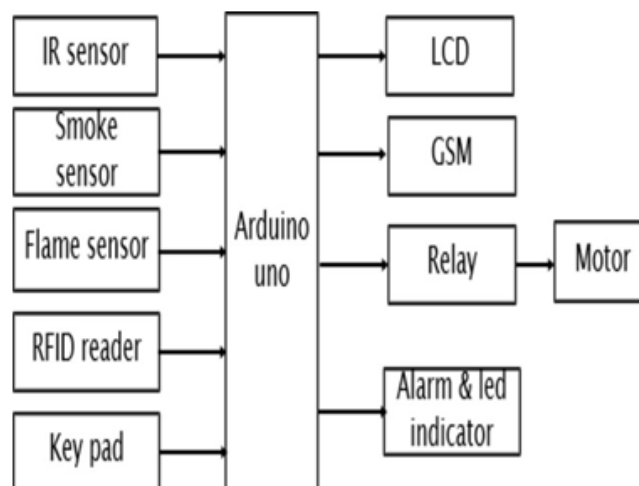 IR sensor
Smoke
sensor
Flame sensor
RFID reader
Key pad
Arduino
uno
LCD
GSM
Relay
Motor
Alarm & led
indicator